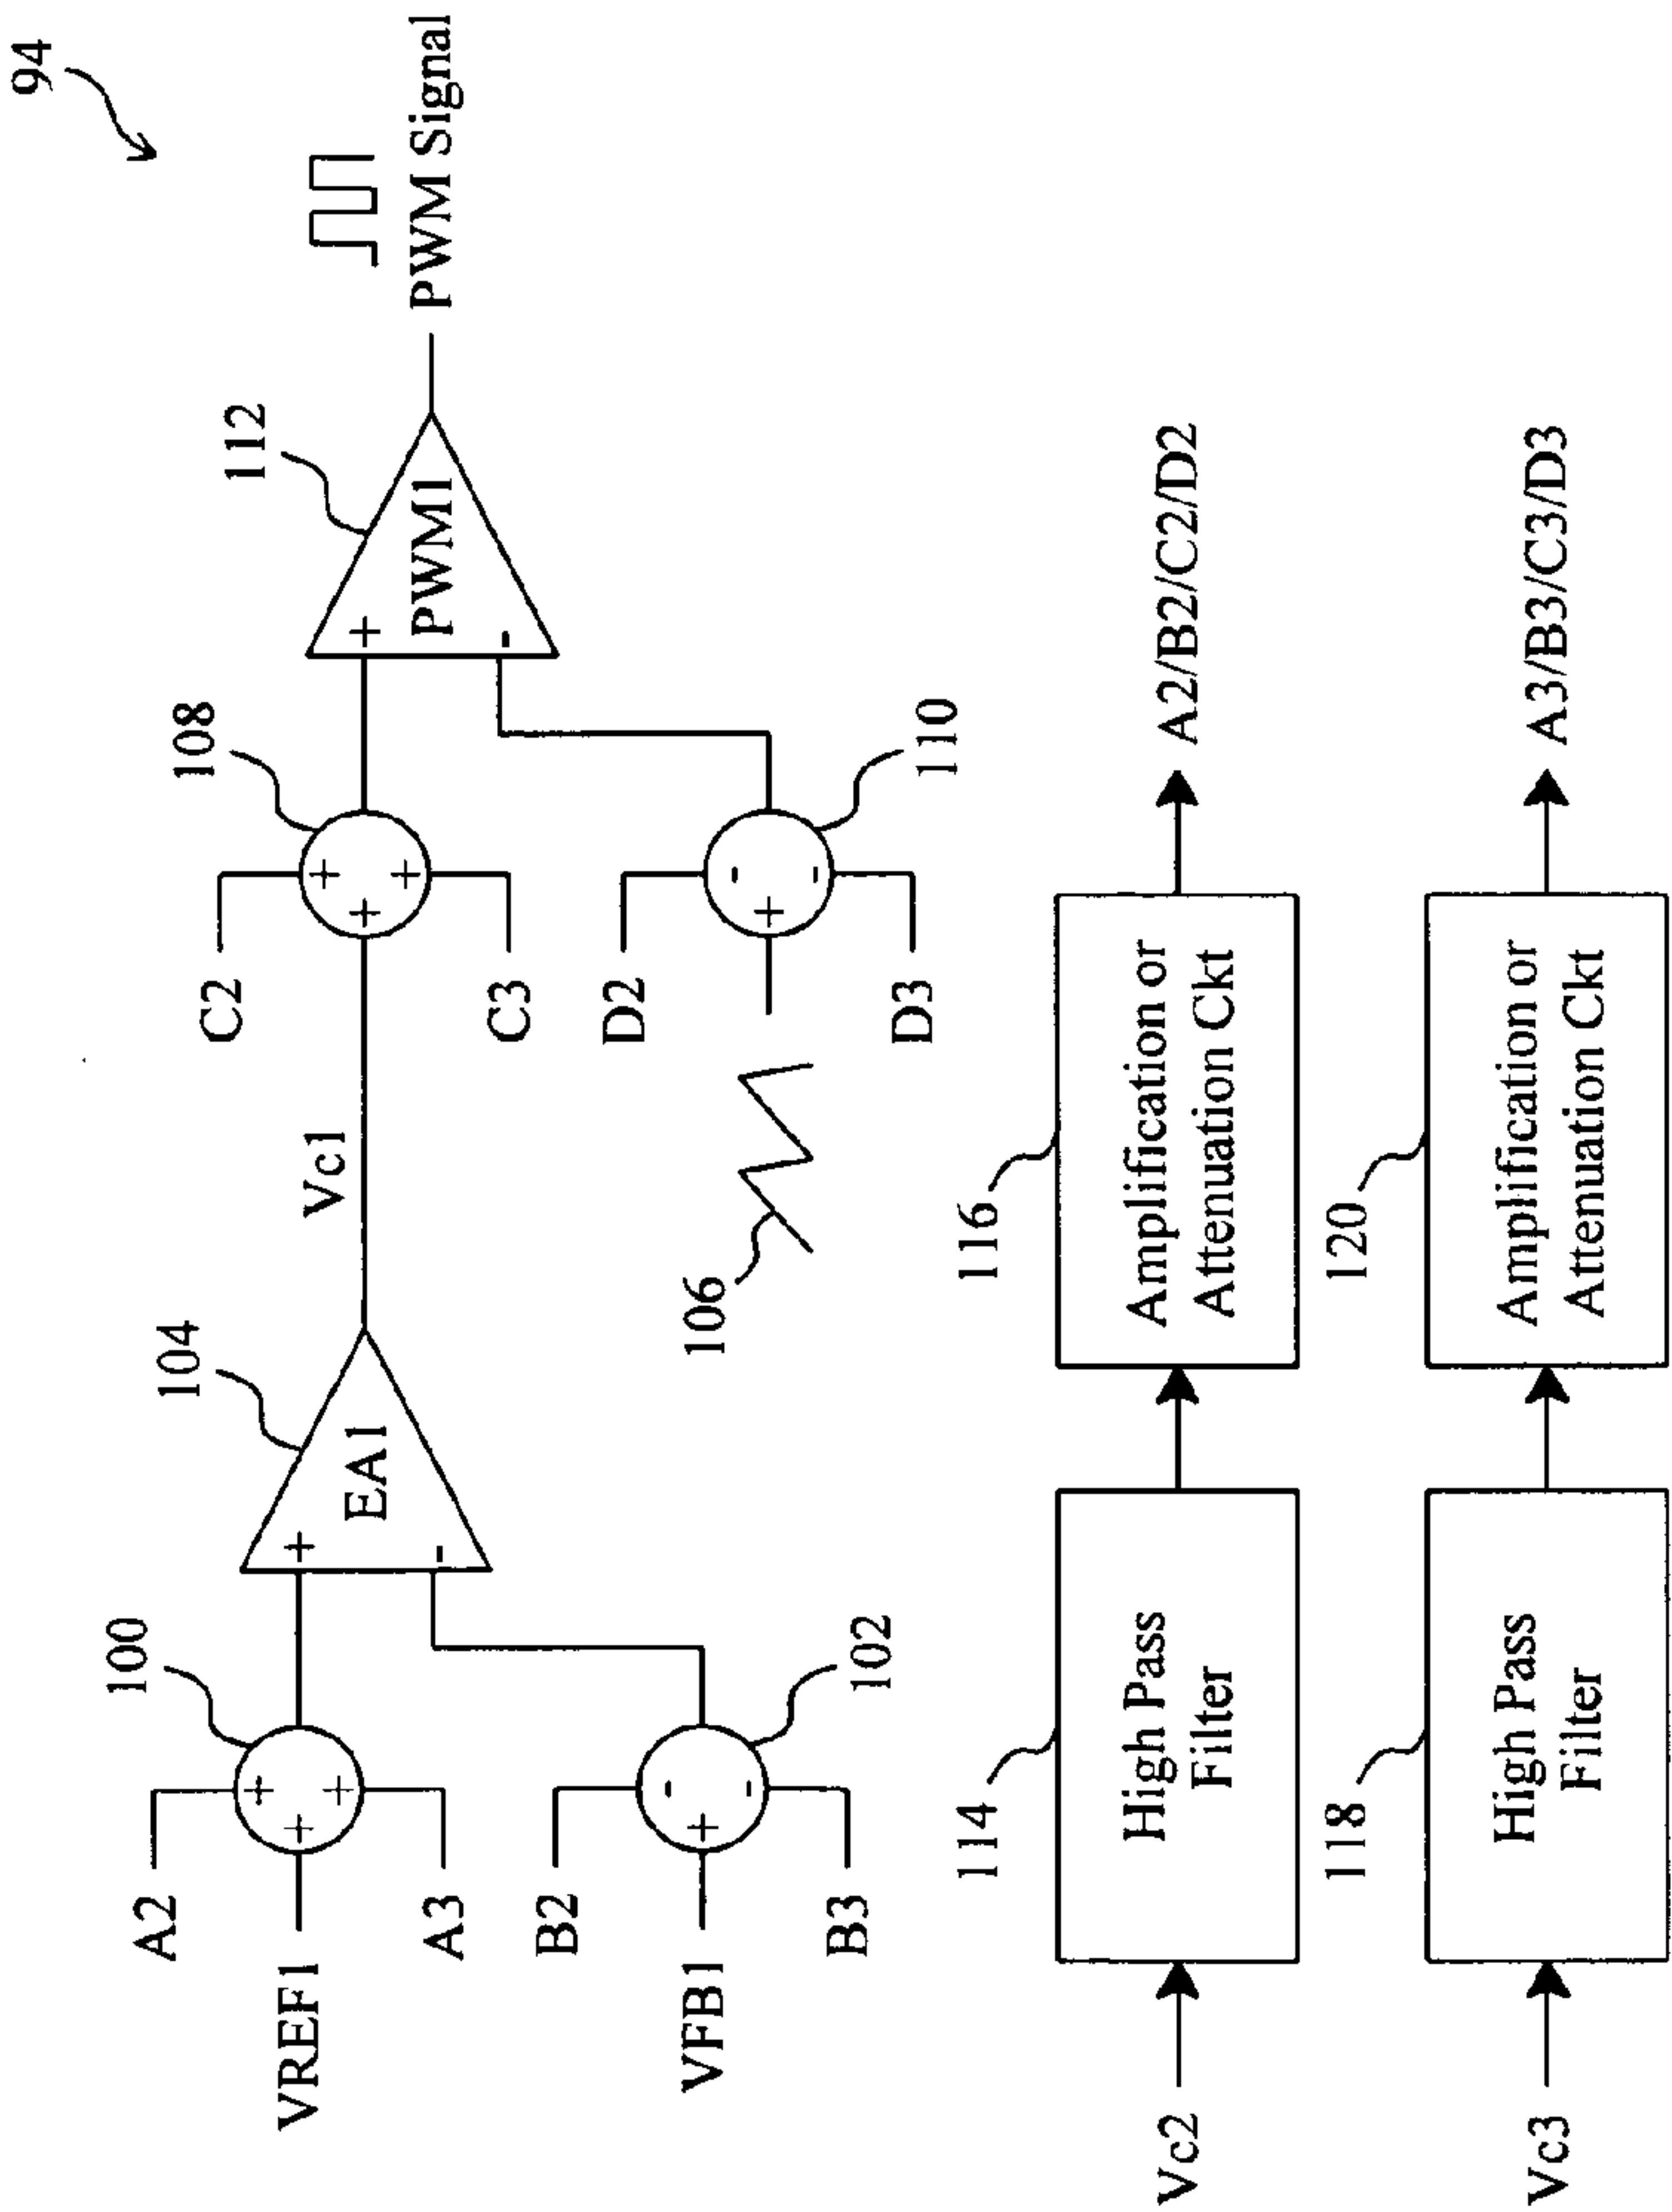 94
100
A2
VREF1
A3
+
+
+
104
+
-
EA1
Vc1
108
C2
C3
+
+
+
112
+
-
PWM1
PWM Signal
102
B2
VFB1
B3
-
+
-
106
110
D2
D3
-
+
-
Vc2
114
High Pass
Filter
116
Amplification or
Attenuation Ckt
A2/B2/C2/D2
Vc3
118
High Pass
Filter
120
Amplification or
Attenuation Ckt
A3/B3/C3/D3